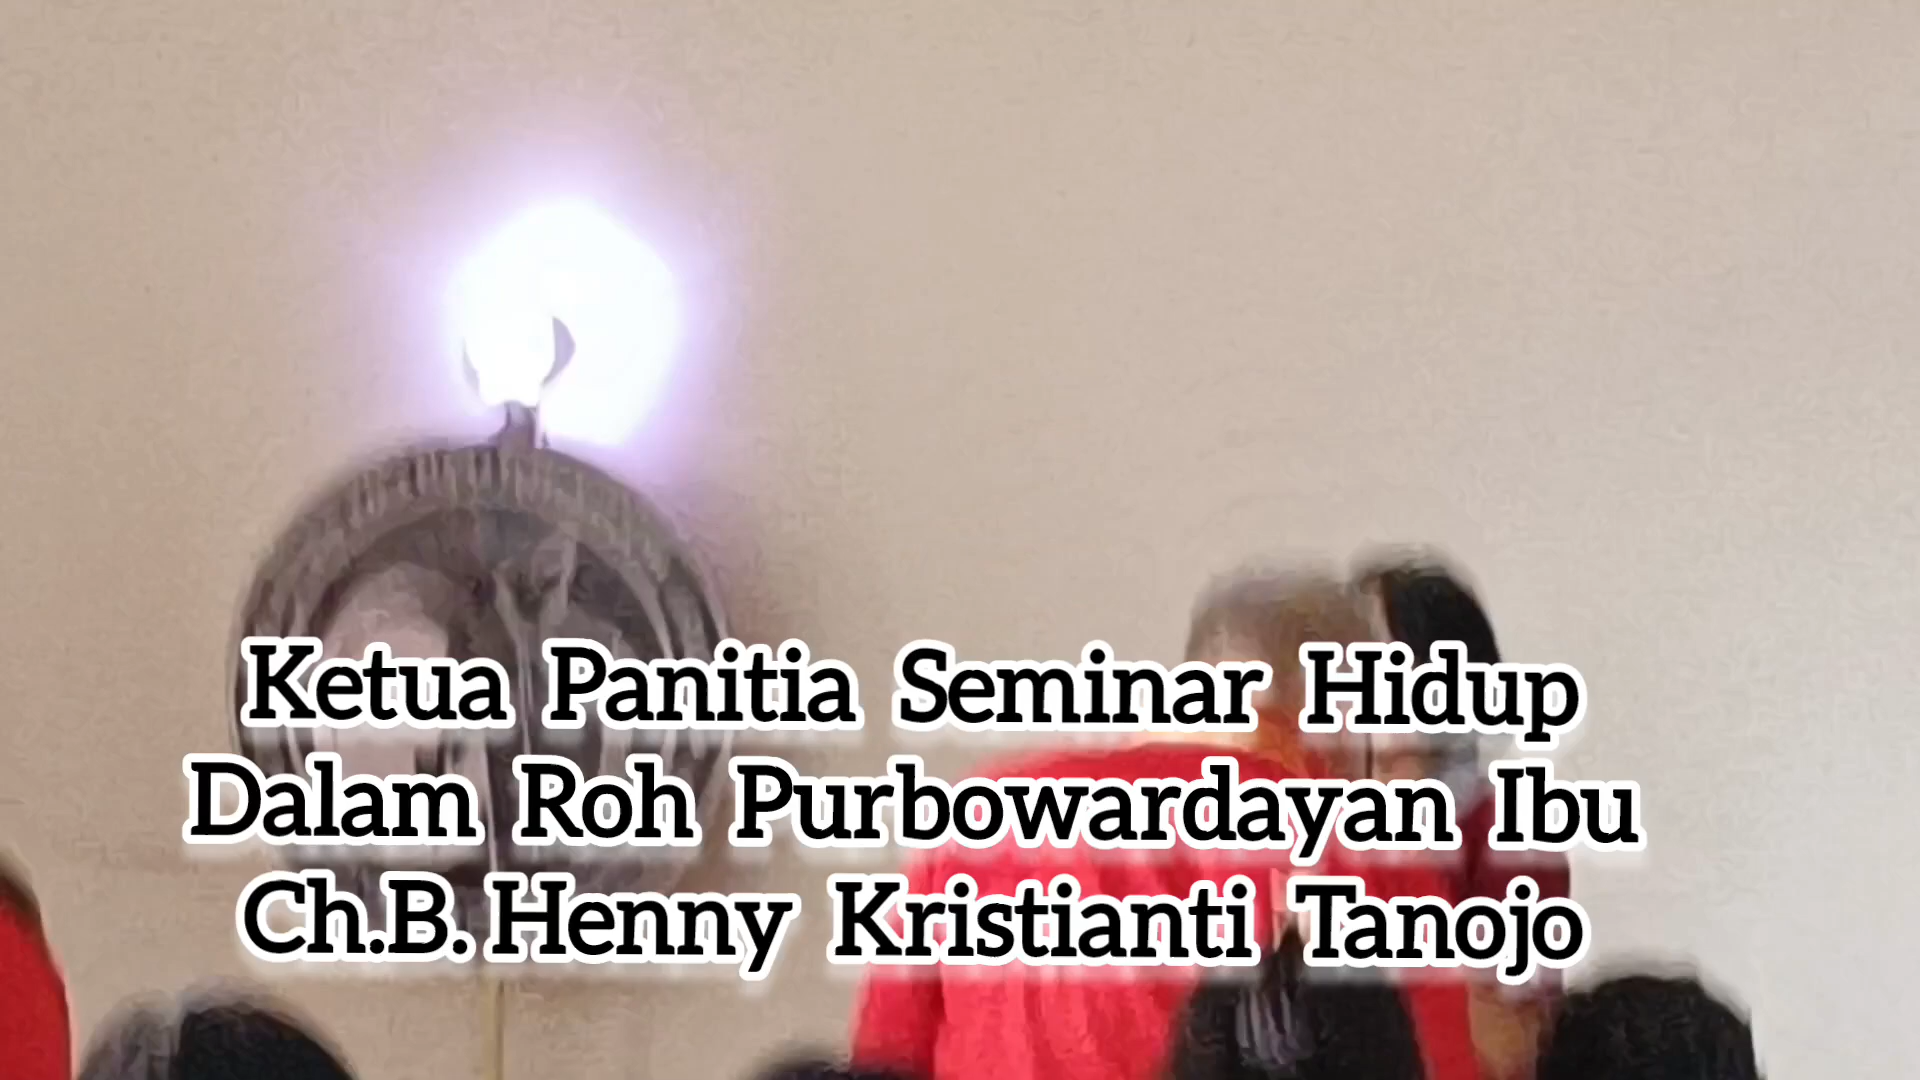 Ketua Panitia Seminar Hidup
Dalam Roh Purbowardayan Ibu
Ch.B. Henny Kristianti Tanojo